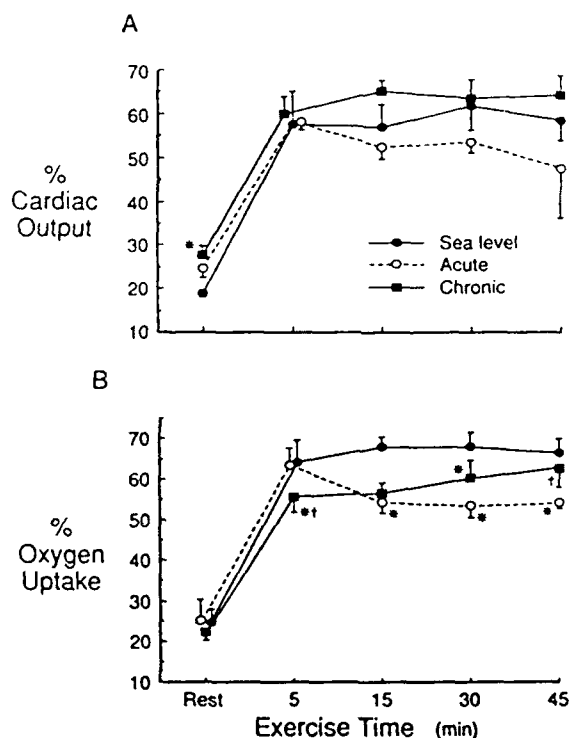 A
70
60
50
40
30
20
10
%
Cardiac
Output
*
Sea level
Acute
Chronic
B
70
60
50
40
30
20
10
%
Oxygen
Uptake
*†
*
*
*
†
*
Rest 5 15 30 45
Exercise Time (min)